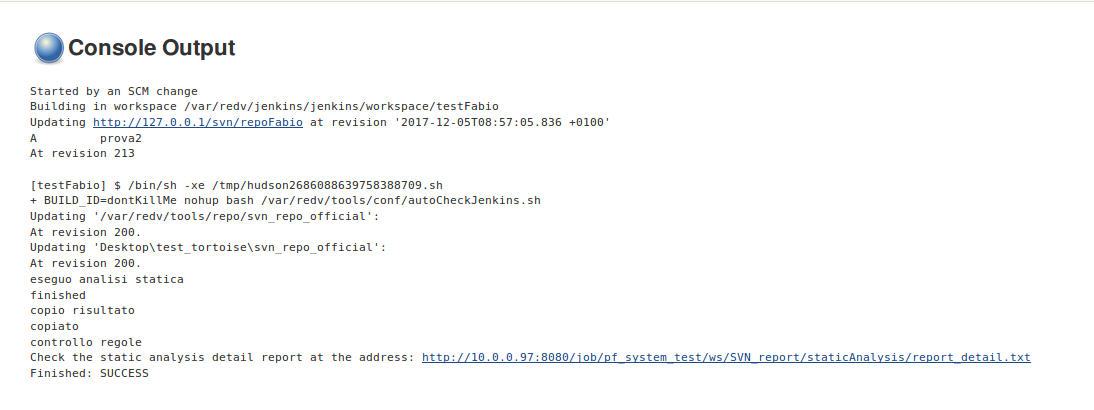 Console Output
Started by an SCM change
Building in workspace /var/redv/jenkins/jenkins/workspace/testFabio
Updating http://127.0.0.1/svn/repoFabio at revision '2017-12-05T08:57:05.836 +0100'
A         prova2
At revision 213
[testFabio] $ /bin/sh -xe /tmp/hudson2686088639758388709.sh
+ BUILD_ID=dontKillMe nohup bash /var/redv/tools/conf/autoCheckJenkins.sh
Updating '/var/redv/tools/repo/svn_repo_official':
At revision 200.
Updating 'Desktop\test_tortoise\svn_repo_official':
At revision 200.
eseguo analisi statica
finished
copio risultato
copiato
controllo regole
Check the static analysis detail report at the address: http://10.0.0.97:8080/job/pf_system_test/ws/SVN_report/staticAnalysis/report_detail.txt
Finished: SUCCESS